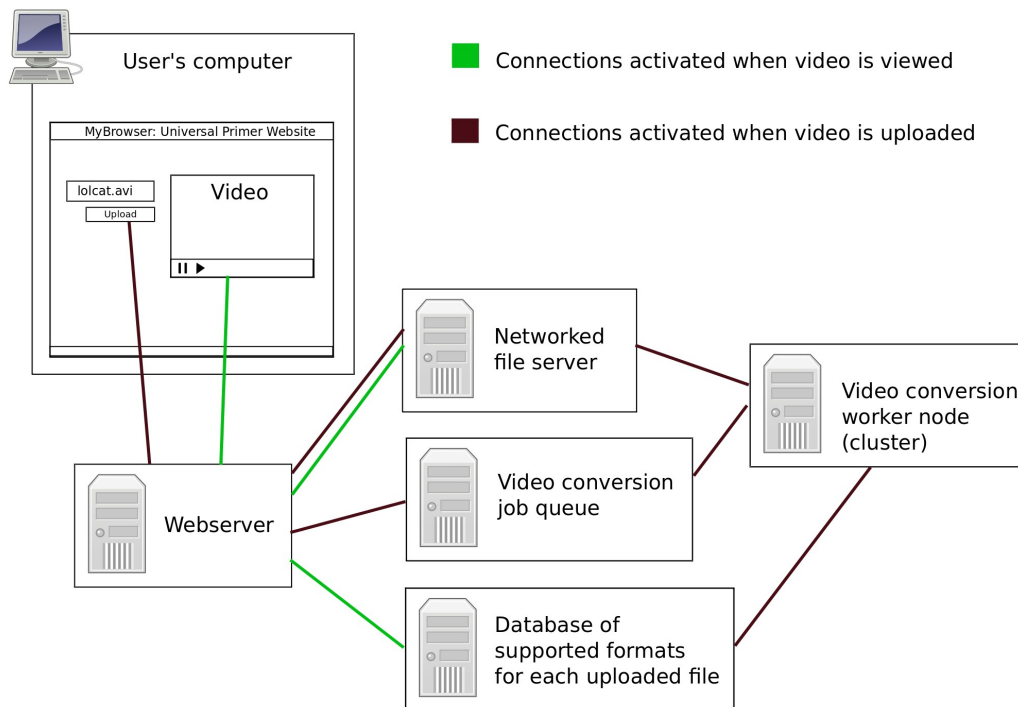 User's computer
MyBrowser: Universal Primer Website
lolcat.avi
Upload
Video
Connections activated when video is viewed
Connections activated when video is uploaded
Networked
file server
Video conversion
worker node
(cluster)
Video conversion
job queue
Webserver
Database of
supported formats
for each uploaded file